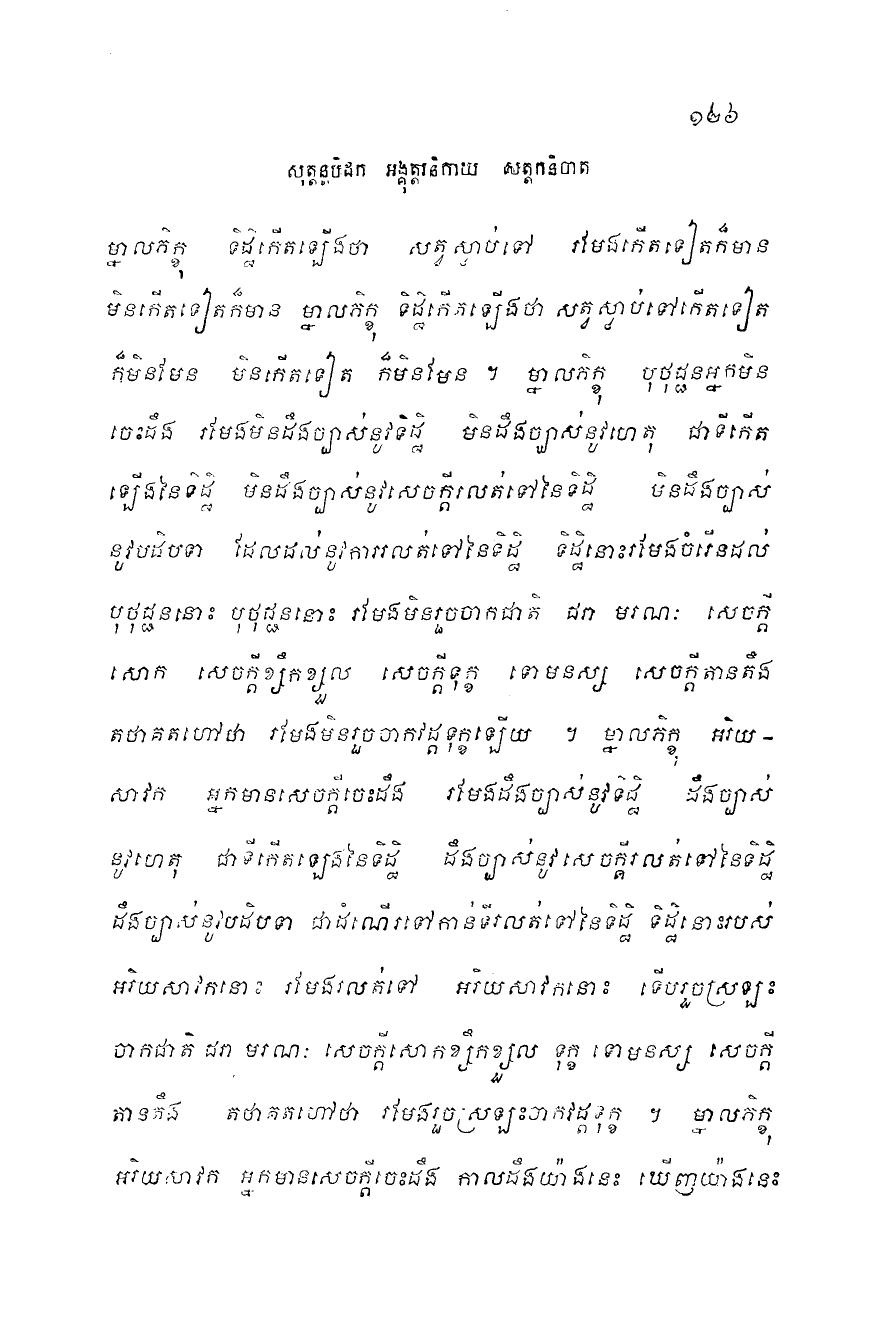 ១២៦
សុត្តន្តបិដក អង្គុត្តរនិកាយ សត្តកនិបាត
ម្នាលភិក្ខុ ទិដ្ឋិកើតឡើងថា សត្វស្លាប់ទៅ រមែងកើតទៀតក៏មាន
មិនកើតទៀតក៏មាន ម្នាលភិក្ខុ ទិដ្ឋិកើតឡើងថា សត្វស្លាប់ទៅកើតទៀត
ក៏មិនមែន មិនកើតទៀត ក៏មិនមែន ។ ម្នាលភិក្ខុ បុថុជ្ជនអ្នកមិន
ចេះដឹង រមែងមិនដឹងច្បាស់នូវទិដ្ឋិ មិនដឹងច្បាស់នូវហេតុ ជាទីកើត
ឡើងនៃទិដ្ឋិ មិនដឹងច្បាស់នូវសេចក្តីរលត់ទៅនៃទិដ្ឋិ មិនដឹងច្បាស់
នូវបដិបទា ដែលដល់នូវការរលត់ទៅនៃទិដ្ឋិ ទិដ្ឋិនោះរមែងចំរើនដល់
បុថុជ្ជននោះ បុថុជ្ជននោះ រមែងមិនរួចចាកជាតិ ជរា មរណៈ សេចក្តី
សោក សេចក្តីខ្សឹកខ្សួល សេចក្តីទុក្ខ ទោមនស្ស សេចក្តីតានតឹង
តថាគតហៅថា រមែងមិនរួចចាកវដ្តទុក្ខឡើយ ។ ម្នាលភិក្ខុ អរិយ-
សាវក អ្នកមានសេចក្តីចេះដឹង រមែងដឹងច្បាស់នូវទិដ្ឋិ ដឹងច្បាស់
នូវហេតុ ជាទីកើតឡើងនៃទិដ្ឋិ ដឹងច្បាស់នូវសេចក្តីរលត់ទៅនៃទិដ្ឋិ
ដឹងច្បាស់នូវបដិបទា ជាដំណើរទៅកាន់ទីរលត់ទៅនៃទិដ្ឋិ ទិដ្ឋិនោះរបស់
អរិយសាវកនោះ រមែងរលត់ទៅ អរិយសាវកនោះ ទើបរួចស្រឡះ
ចាកជាតិ ជរា មរណៈ សេចក្តីសោកខ្សឹកខ្សួល ទុក្ខ ទោមនស្ស សេចក្តី
តានតឹង តថាគតហៅថា រមែងរួចស្រឡះចាកវដ្តទុក្ខ ។ ម្នាលភិក្ខុ
អរិយសាវក អ្នកមានសេចក្តីចេះដឹង កាលដឹងយ៉ាងនេះ ឃើញយ៉ាងនេះ